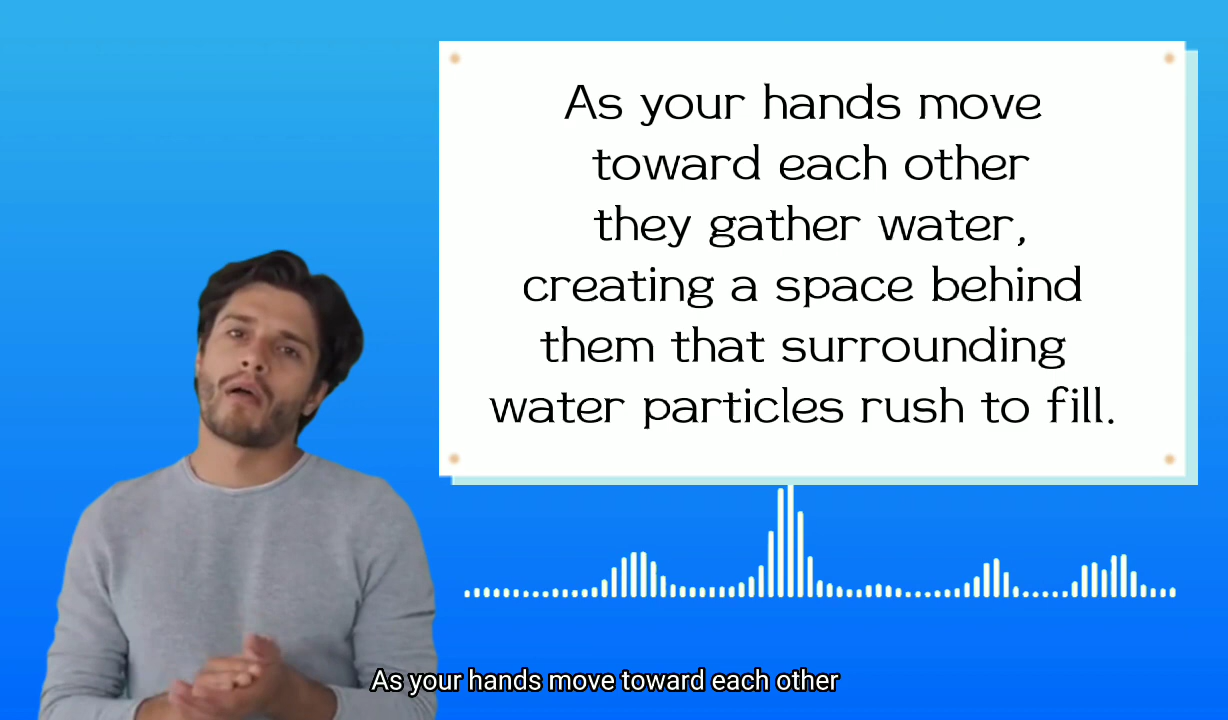 As your hands move
toward each other
they gather water,
creating a space behind
them that surrounding
water particles rush to fill.
As your hands move toward each other